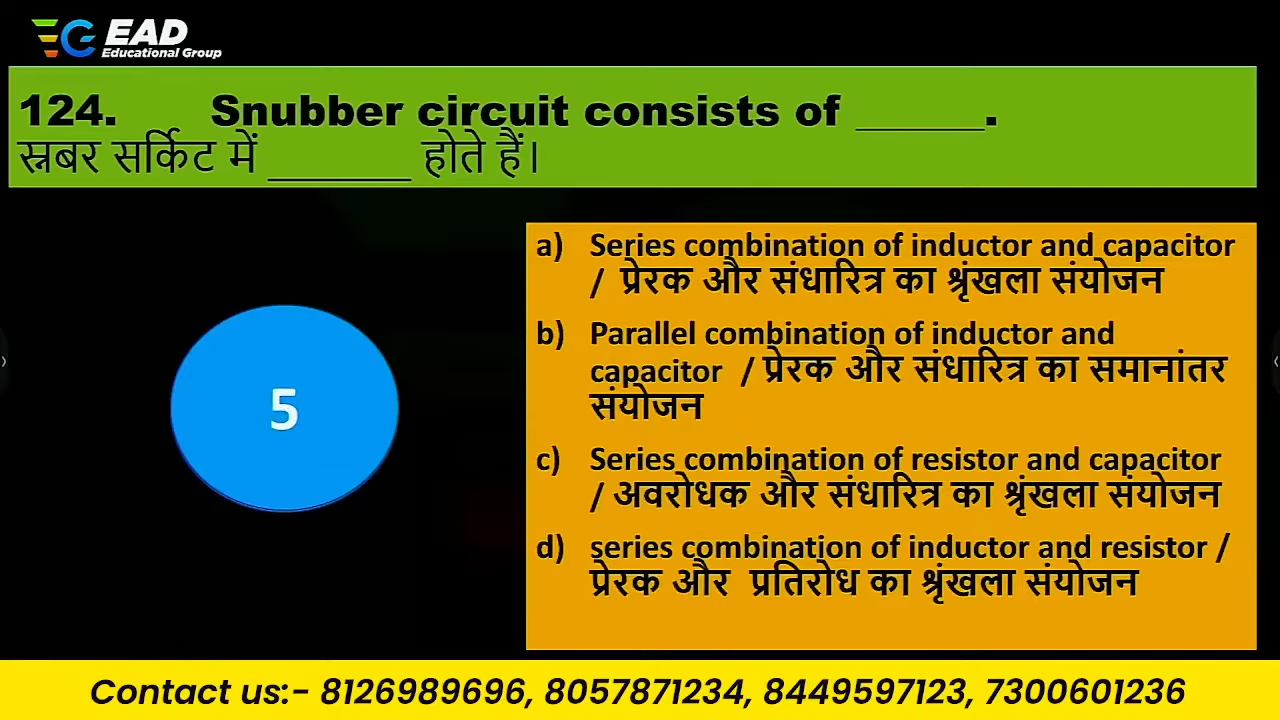 EAD
Educational Group
124. Snubber circuit consists of ______.
स्नबर सर्किट में ______ होते हैं।
5
a) Series combination of inductor and capacitor
/ प्रेरक और संधारित्र का श्रृंखला संयोजन
b) Parallel combination of inductor and
capacitor / प्रेरक और संधारित्र का समानांतर
संयोजन
c) Series combination of resistor and capacitor
/ अवरोधक और संधारित्र का श्रृंखला संयोजन
d) series combination of inductor and resistor /
प्रेरक और प्रतिरोध का श्रृंखला संयोजन
Contact us:- 8126989696, 8057871234, 8449597123, 7300601236